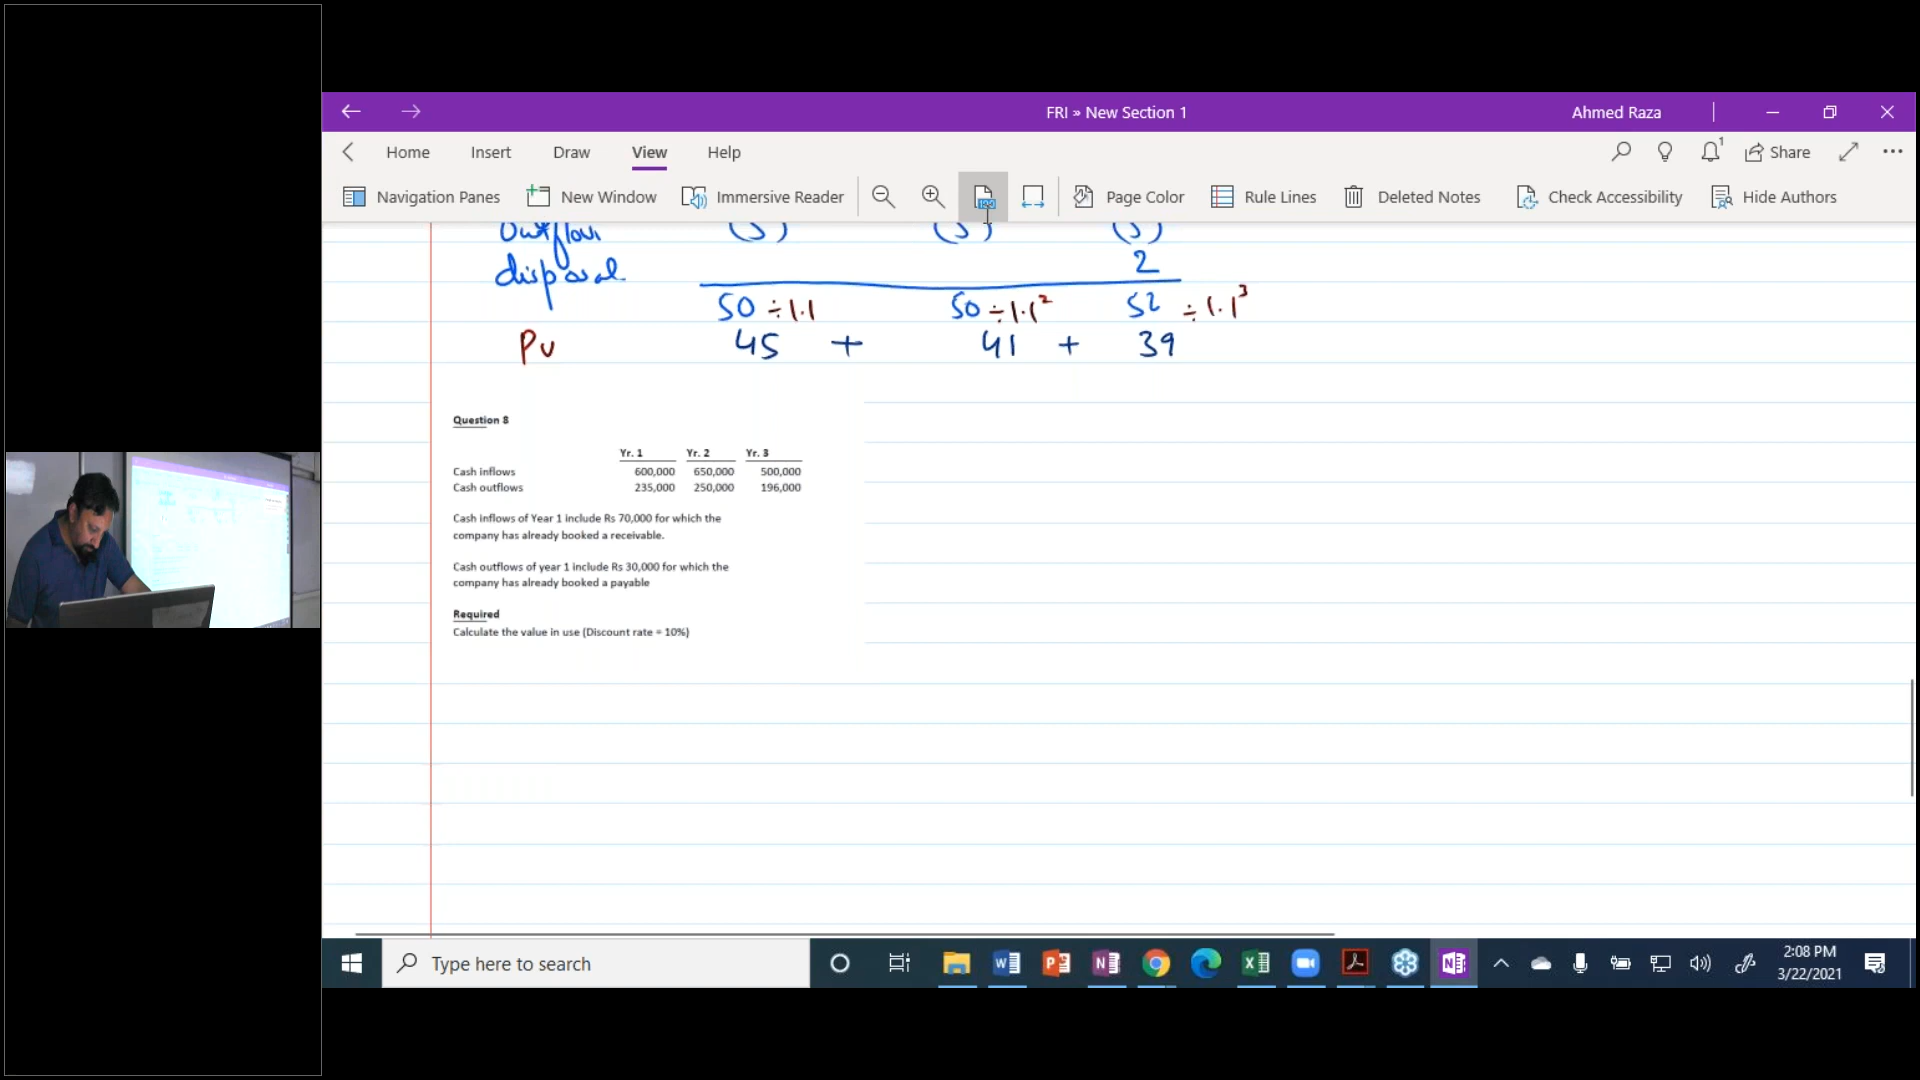 FRI » New Section 1
Ahmed Raza
Home Insert Draw View Help
1
Share
Navigation Panes New Window Immersive Reader Page Color Rule Lines Deleted Notes Check Accessibility Hide Authors
Outflow (5) (5) (5)
disposal 2
50 ÷1.1 50 ÷1.1² 52 ÷1.1³
PV 45 + 41 + 39
Question 8
Yr. 1 Yr. 2 Yr. 3
Cash inflows 600,000 650,000 500,000
Cash outflows 235,000 250,000 196,000
Cash inflows of Year 1 include Rs 70,000 for which the
company has already booked a receivable.
Cash outflows of year 1 include Rs 30,000 for which the
company has already booked a payable
Required
Calculate the value in use (Discount rate = 10%)
Type here to search
2:08 PM
3/22/2021